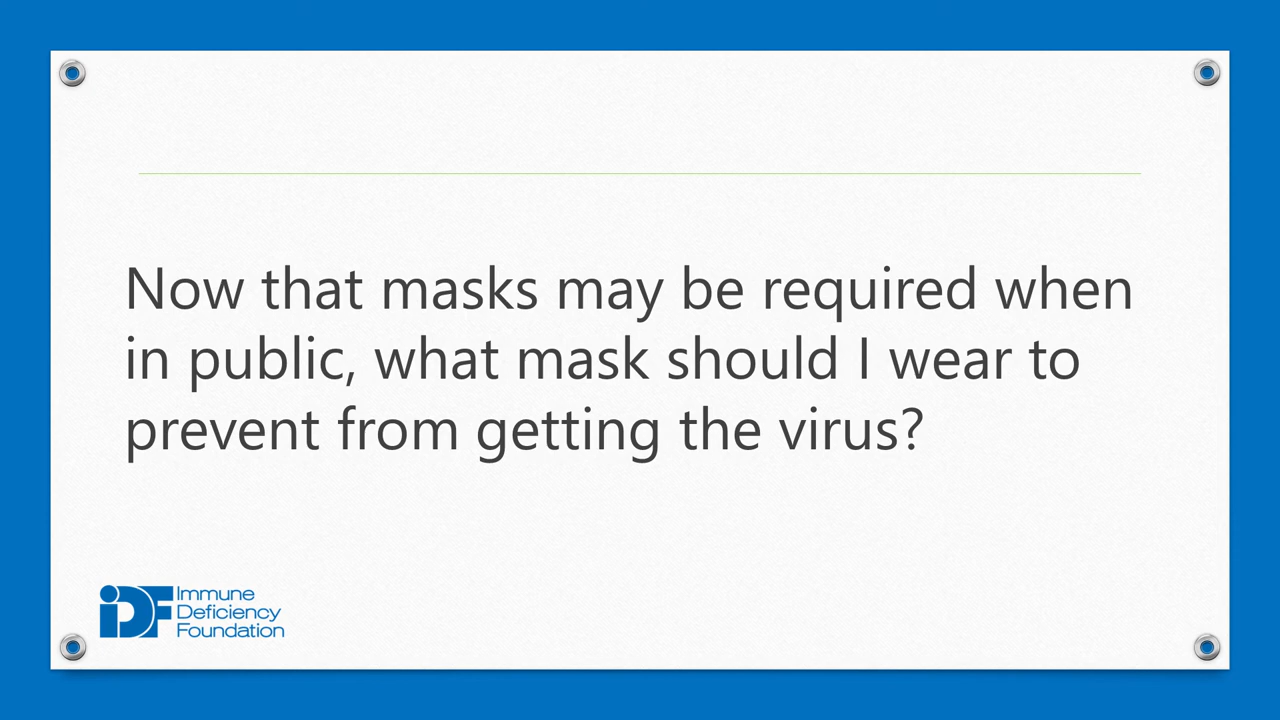 Now that masks may be required when
in public, what mask should I wear to
prevent from getting the virus?
iDF Immune
Deficiency
Foundation